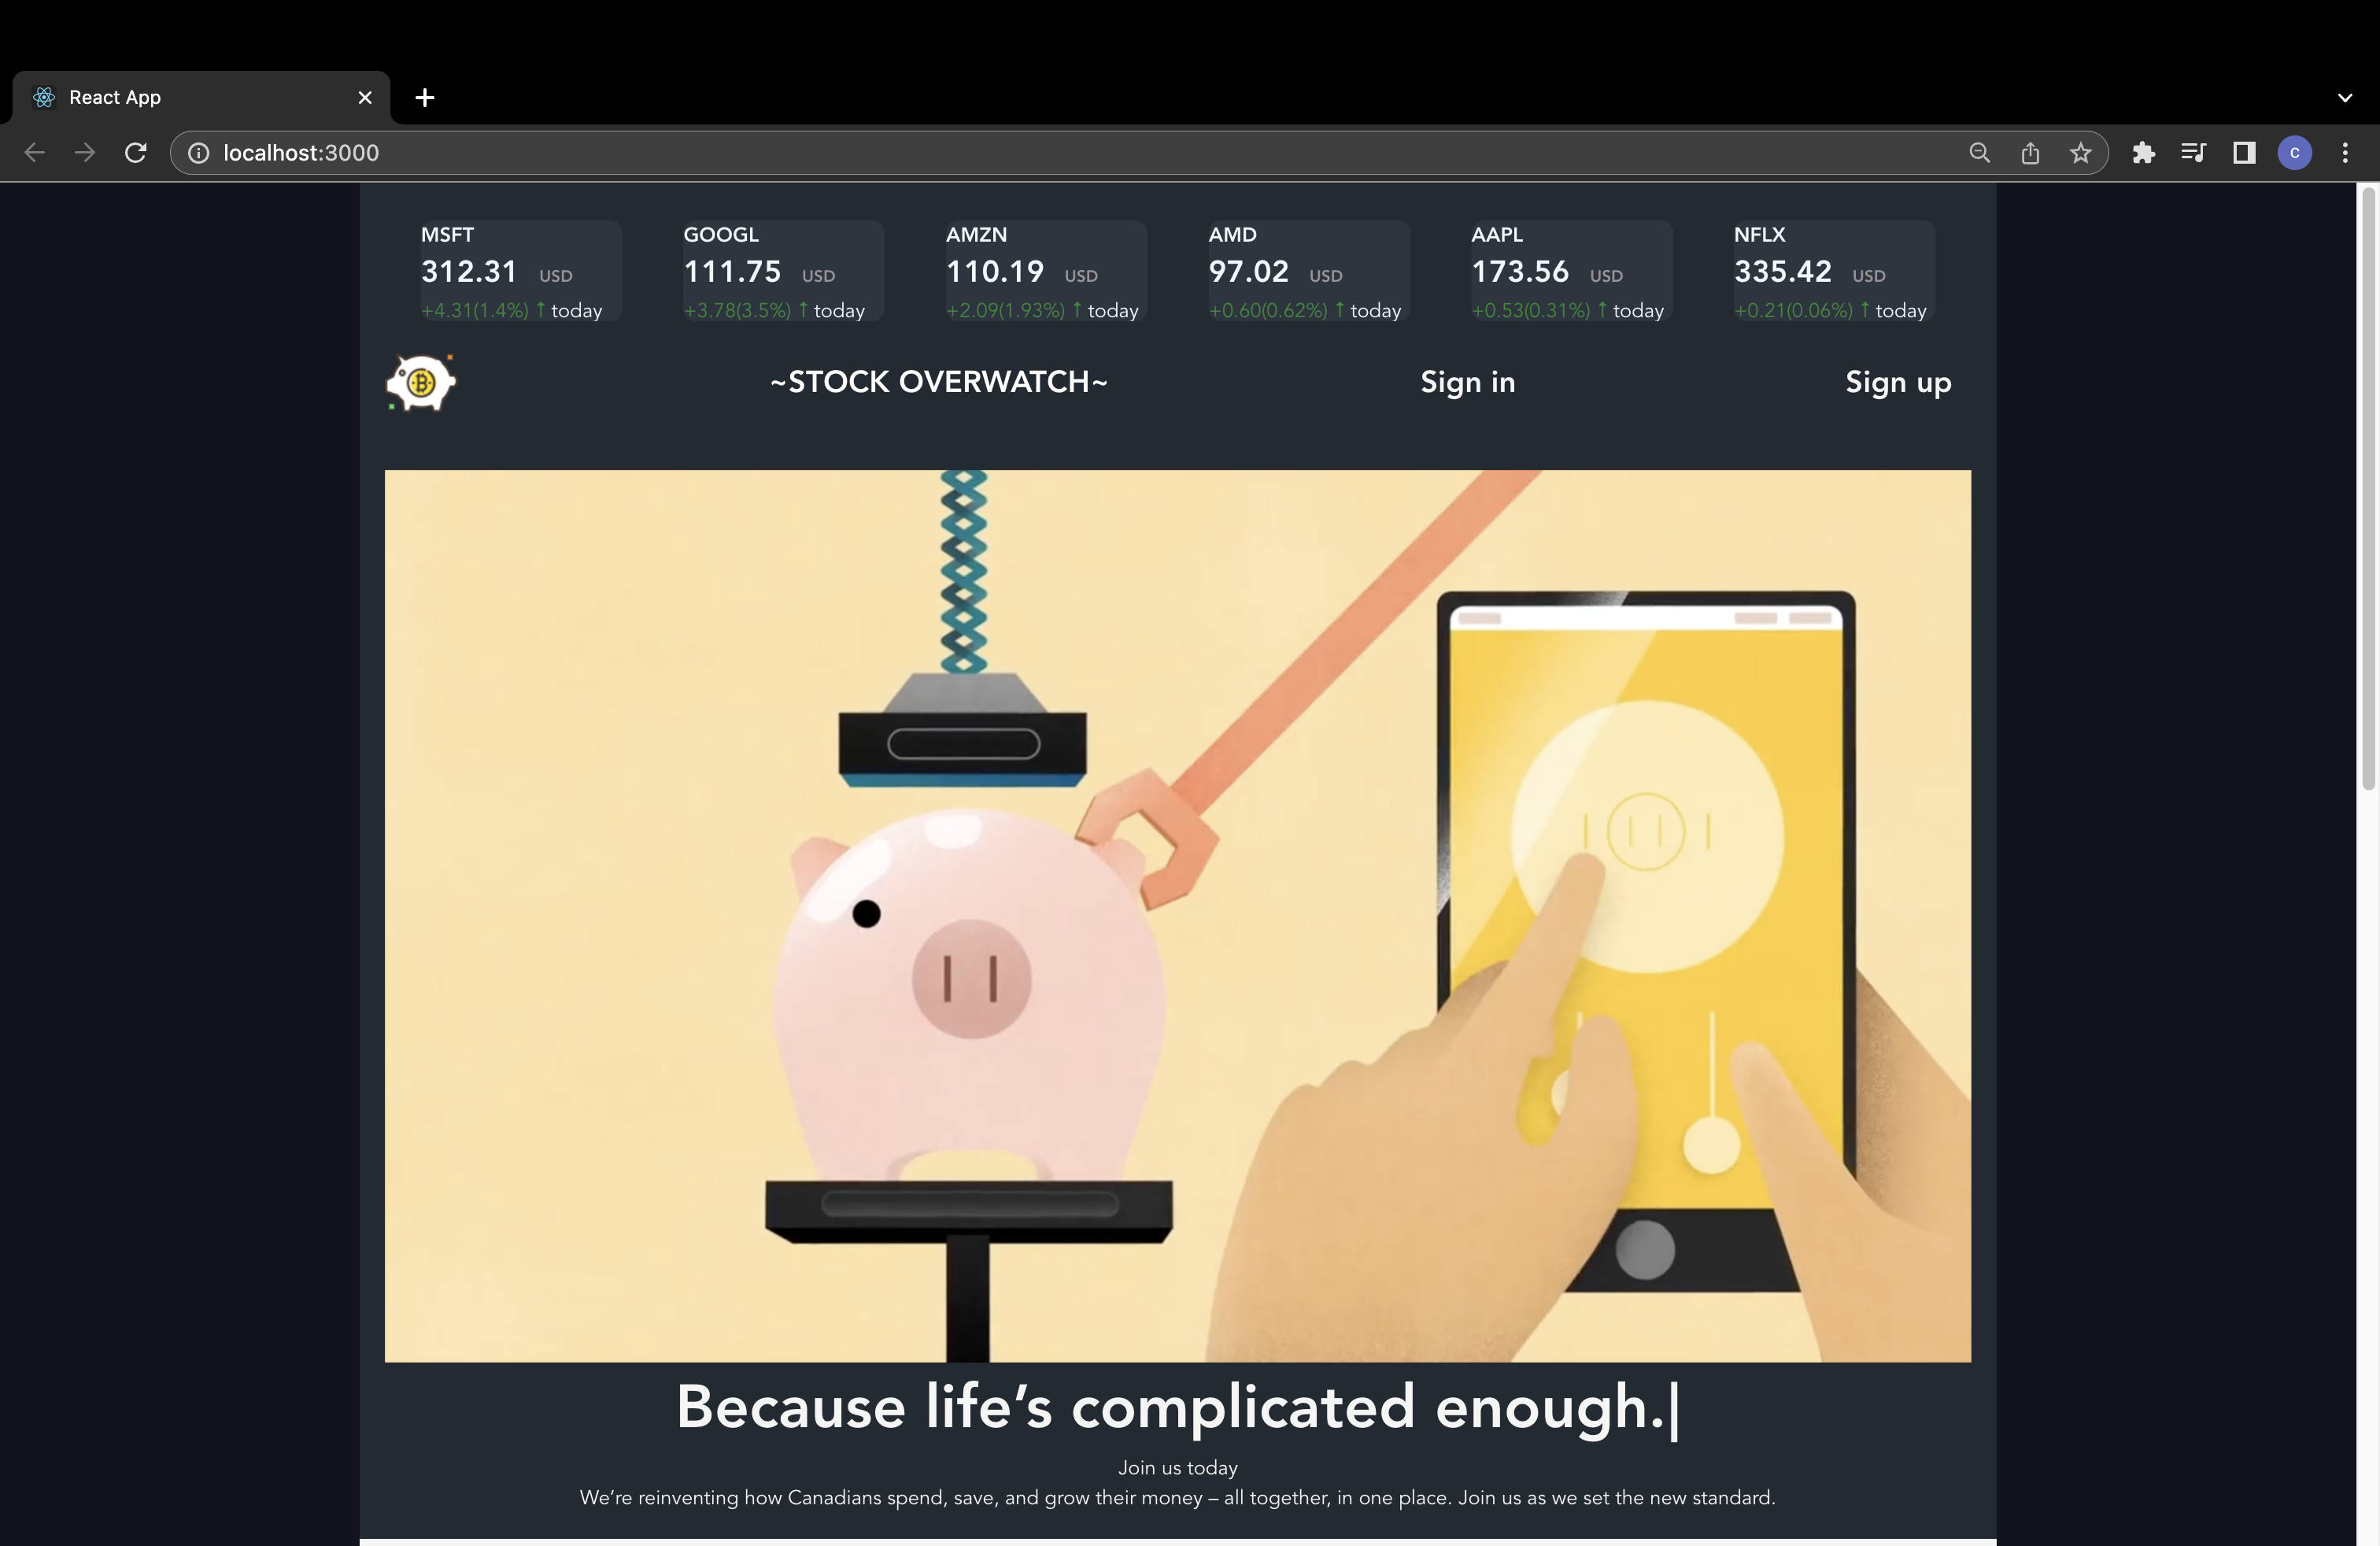 React App
localhost:3000
C
MSFT GOOGL AMZN AMD AAPL NFLX
312.31 USD 111.75 USD 110.19 USD 97.02 USD 173.56 USD 335.42 USD
+4.31(1.4%) ↑ today +3.78(3.5%) ↑ today +2.09(1.93%) ↑ today +0.60(0.62%) ↑ today +0.53(0.31%) ↑ today +0.21(0.06%) ↑ today
~STOCK OVERWATCH~ Sign in Sign up
Because life’s complicated enough.|
Join us today
We’re reinventing how Canadians spend, save, and grow their money – all together, in one place. Join us as we set the new standard.